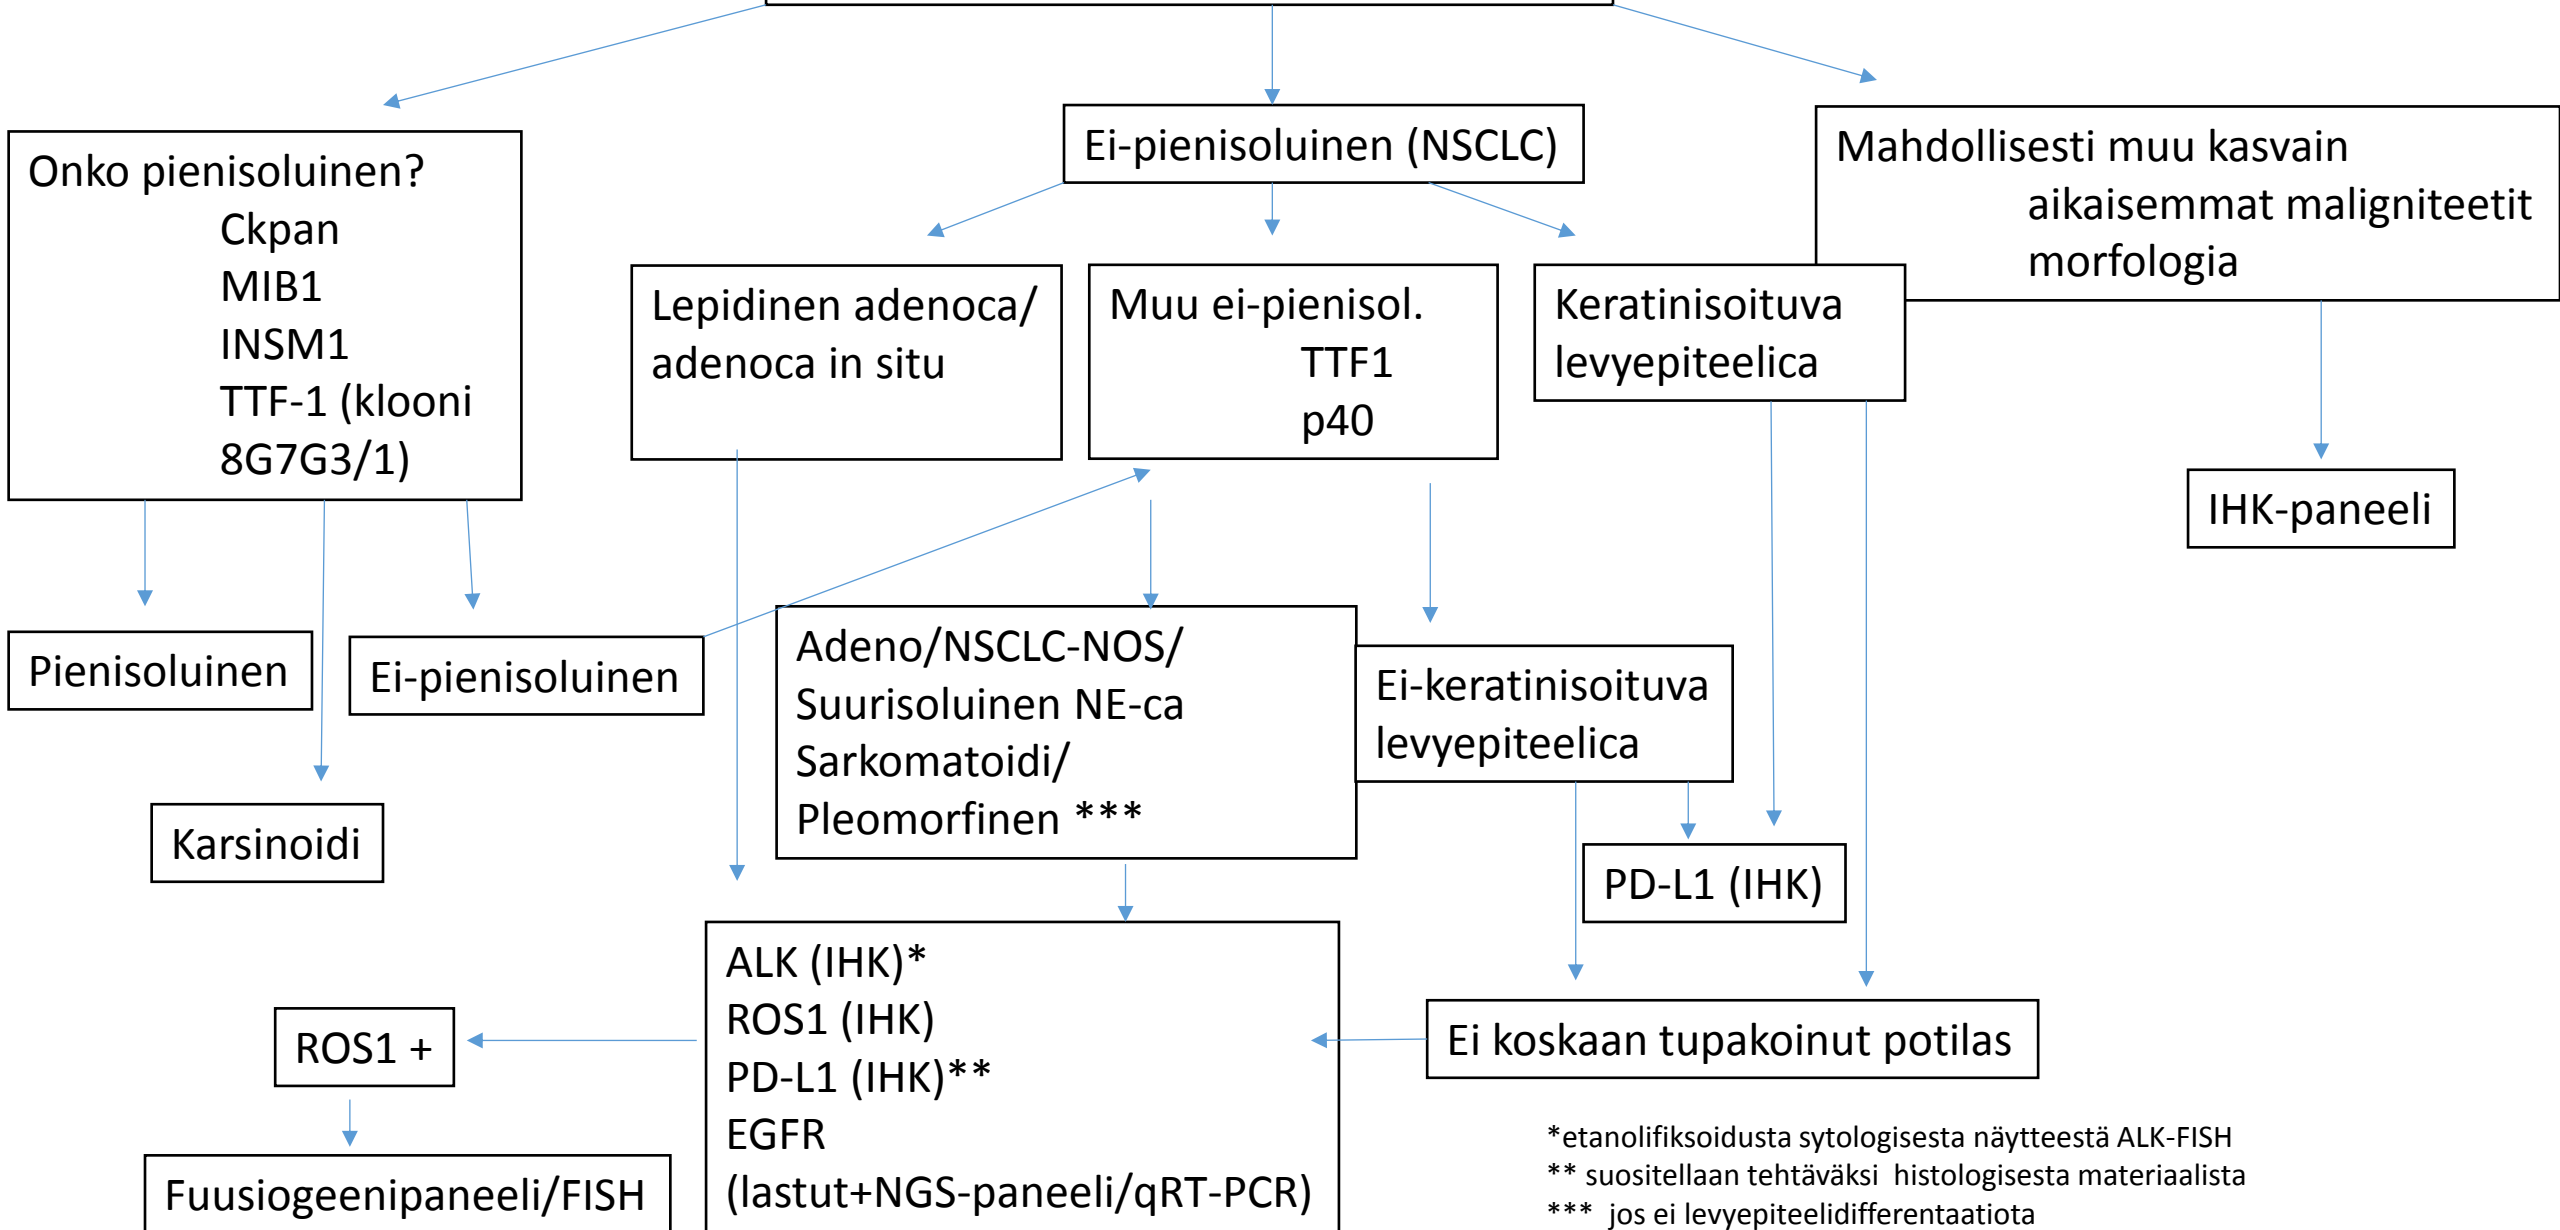 Onko pienisoluinen?
Ckpan
MIB1
INSM1
TTF-1 (klooni
8G7G3/1)
Ei-pienisoluinen (NSCLC)
Mahdollisesti muu kasvain
aikaisemmat maligniteetit
morfologia
Lepidinen adenoca/
adenoca in situ
Muu ei-pienisol.
TTF1
p40
Keratinisoituva
levyepiteelica
IHK-paneeli
Pienisoluinen
Ei-pienisoluinen
Karsinoidi
Adeno/NSCLC-NOS/
Suurisoluinen NE-ca
Sarkomatoidi/
Pleomorfinen ***
Ei-keratinisoituva
levyepiteelica
PD-L1 (IHK)
ALK (IHK)*
ROS1 (IHK)
PD-L1 (IHK)**
EGFR
(lastut+NGS-paneeli/qRT-PCR)
Ei koskaan tupakoinut potilas
ROS1 +
Fuusiogeenipaneeli/FISH
*etanolifiksoidusta sytologisesta näytteestä ALK-FISH
** suositellaan tehtäväksi histologisesta materiaalista
*** jos ei levyepiteelidifferentaatiota